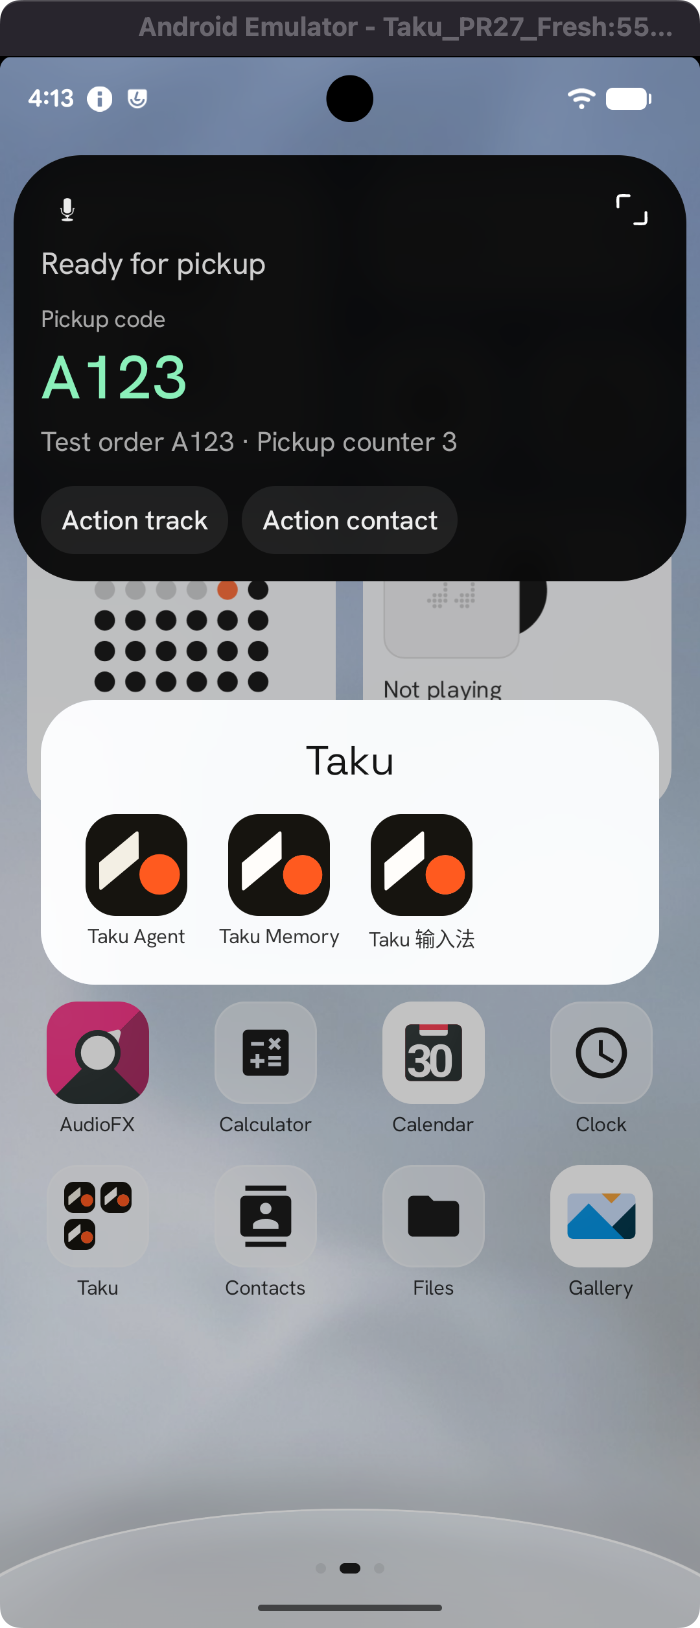 Android Emulator - Taku_PR27_Fresh:55...
4:13
Ready for pickup
Pickup code
A123
Test order A123 · Pickup counter 3
Action track
Action contact
Not playing
Taku
Taku Agent
Taku Memory
Taku 输入法
30
AudioFX
Calculator
Calendar
Clock
Taku
Contacts
Files
Gallery